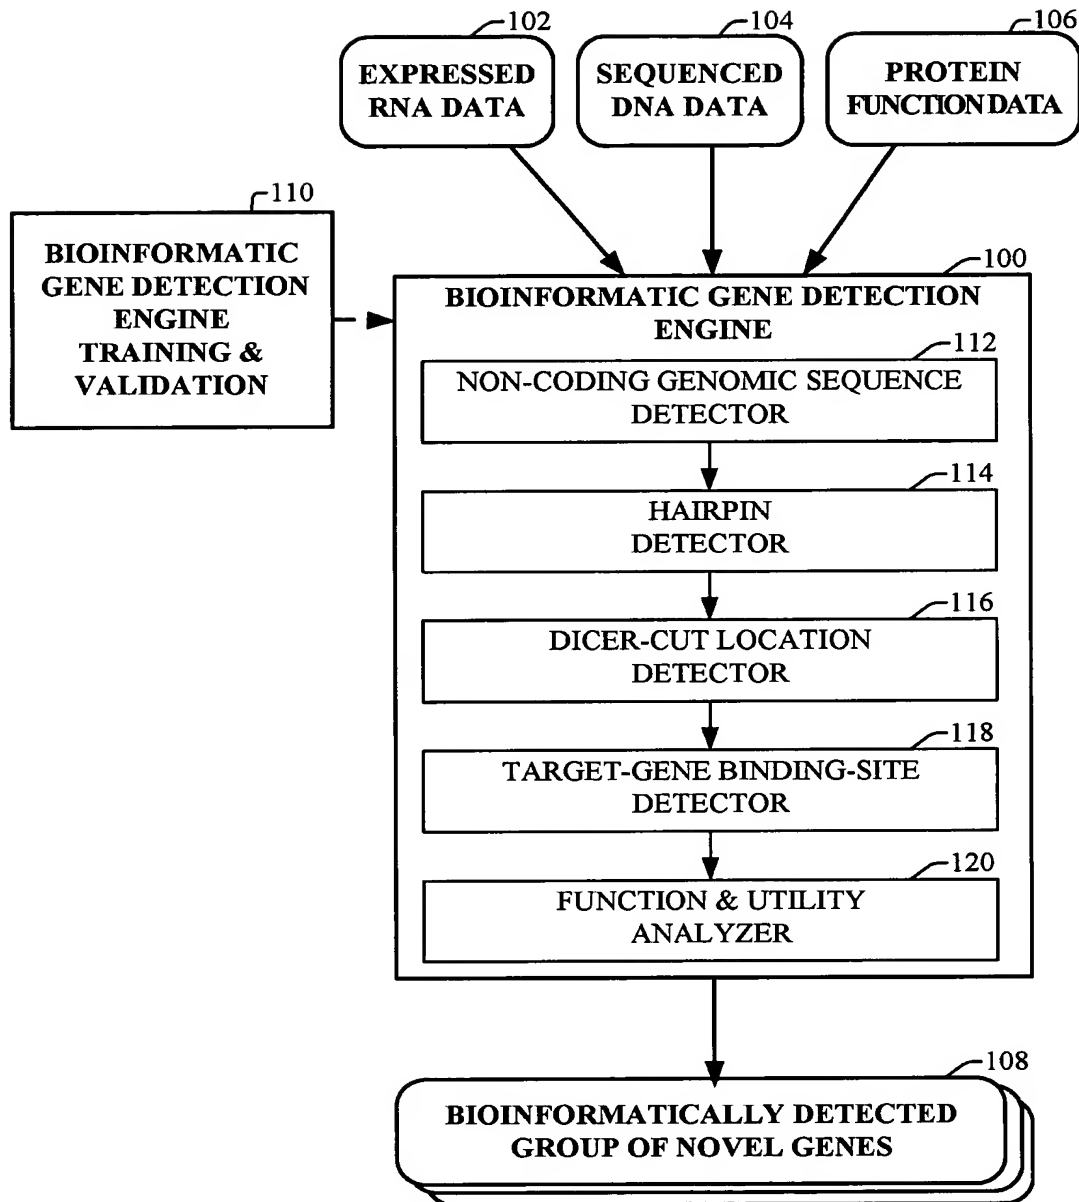 102
104
106
EXPRESSED
RNA DATA
SEQUENCED
DNA DATA
PROTEIN
FUNCTION DATA
110
BIOINFORMATIC
GENE DETECTION
ENGINE
TRAINING &
VALIDATION
100
BIOINFORMATIC GENE DETECTION
ENGINE
112
NON-CODING GENOMIC SEQUENCE
DETECTOR
114
HAIRPIN
DETECTOR
116
DICER-CUT LOCATION
DETECTOR
118
TARGET-GENE BINDING-SITE
DETECTOR
120
FUNCTION & UTILITY
ANALYZER
108
BIOINFORMATICALLY DETECTED
GROUP OF NOVEL GENES